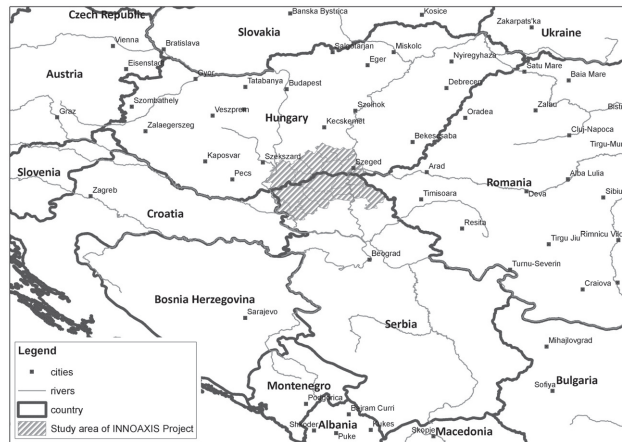 Czech Republic
Banska Bystrica
Kosice
Zakarpats'ka
Slovakia
Ukraine
Vienna
Bratislava
Salgotarjan
Miskolc
Eisenstadt
Eger
Nyiregyhaza
Satu Mare
Austria
Gyor
Tatabanya
Budapest
Debrecen
Baia Mare
Szombathely
Veszprem
Szolnok
Zalau
Graz
Hungary
Oradea
Kecskemet
Zalaegerszeg
Cluj-Napoca
Bekescsaba
Tirgu-Mur
Kaposvar
Szekszard
Szeged
Arad
Slovenia
Pecs
Romania
Alba Lulia
Zagreb
Timisoara
Deva
Sibiu
Croatia
Resita
Rimnicu Vilc
Tirgu Jiu
Beograd
Turnu-Severin
Craiova
Bosnia Herzegovina
Sarajevo
Serbia
Mihajlovgrad
Legend
cities
rivers
country
Study area of INNOAXIS Project
Montenegro
Sofiya
Bulgaria
Podgorica
Bajram Curri
Albania
Shkoder
Puke
Kukes
Skopje
Macedonia